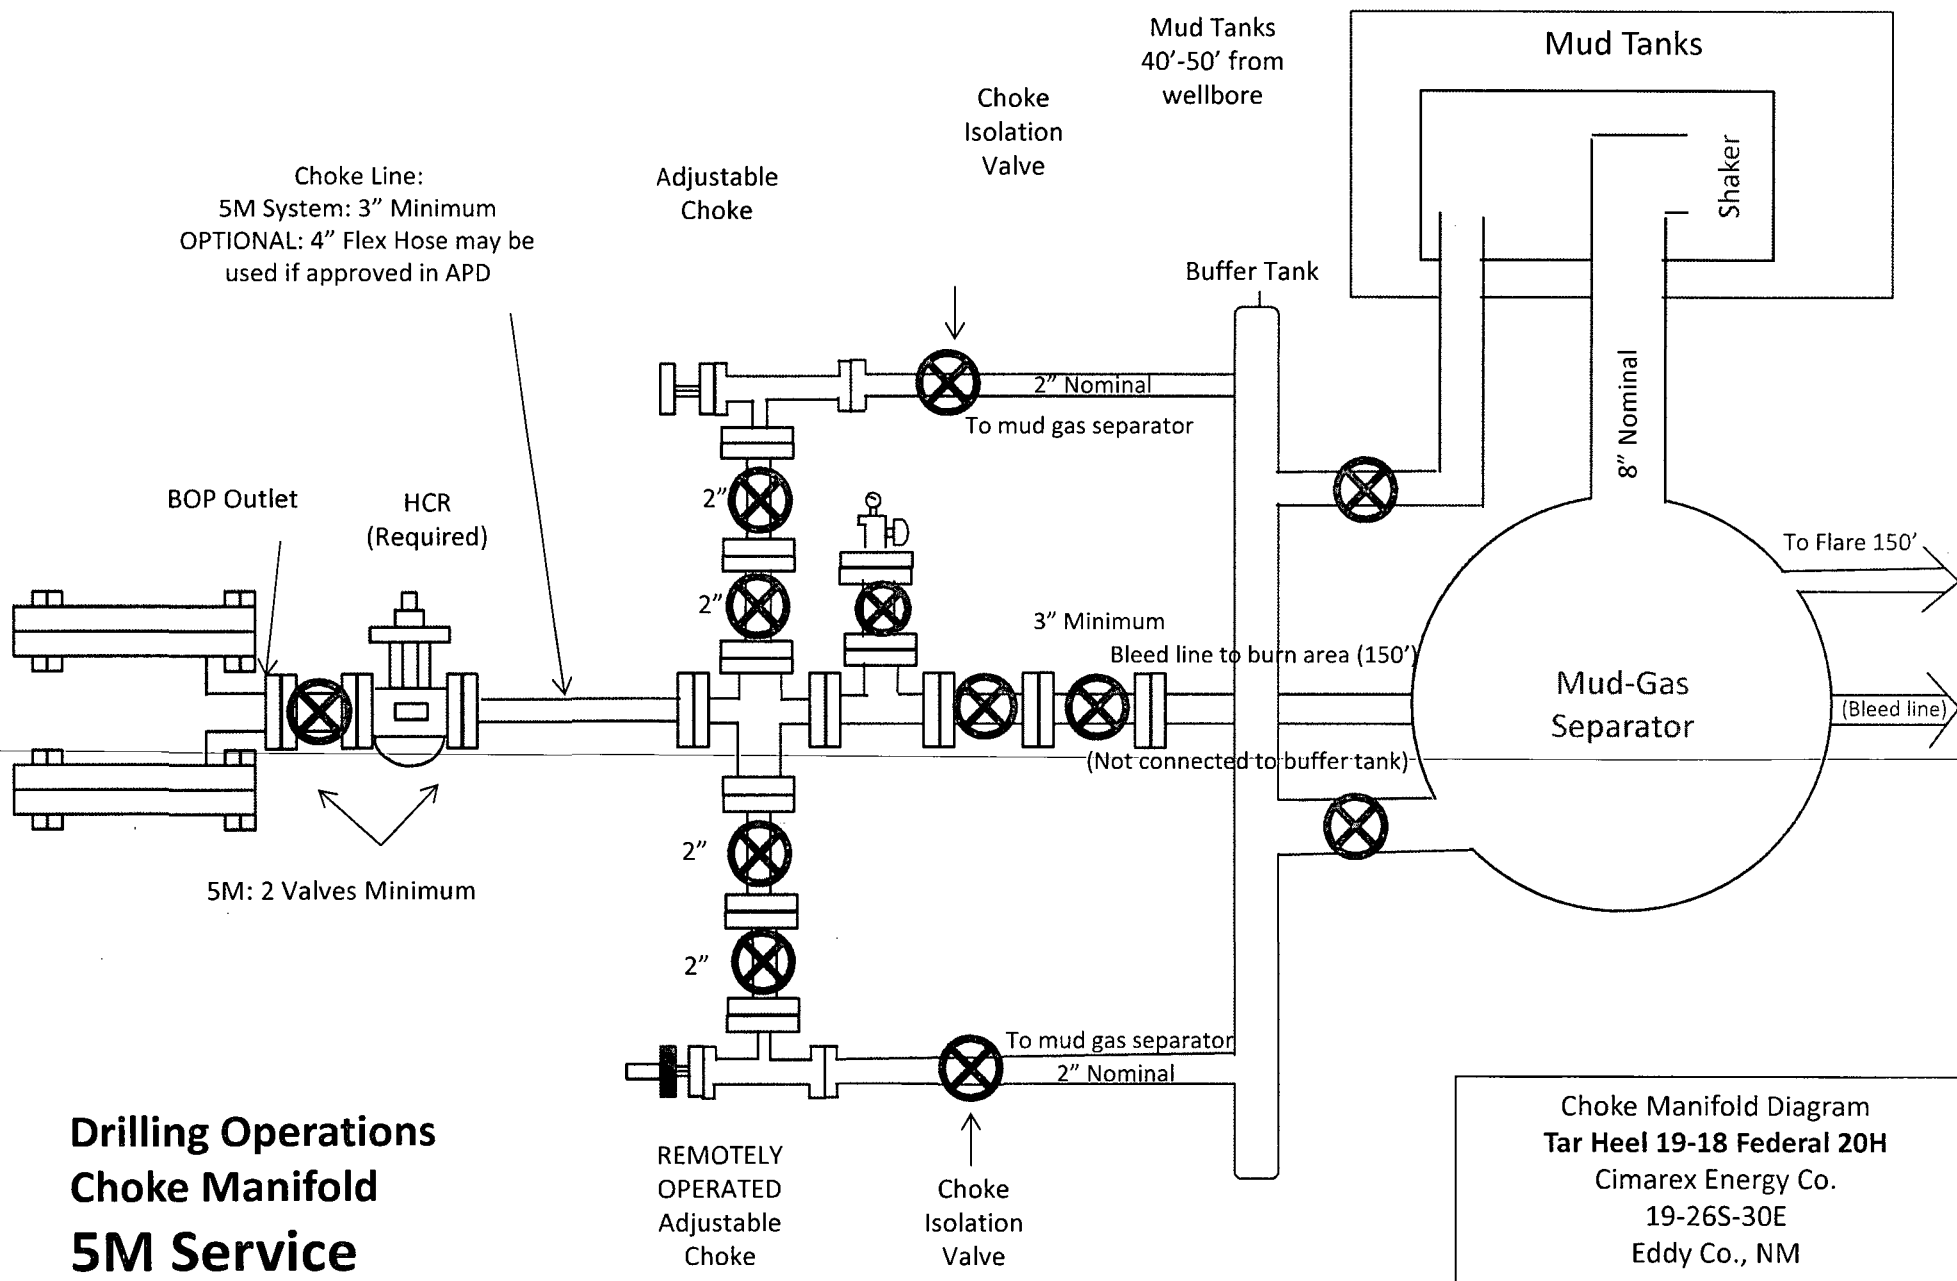 Mud Tanks
40’-50’ from
wellbore
Mud Tanks
Shaker
Choke
Isolation
Valve
Adjustable
Choke
Choke Line:
5M System: 3” Minimum
OPTIONAL: 4” Flex Hose may be
used if approved in APD
Buffer Tank
2” Nominal
To mud gas separator
8” Nominal
BOP Outlet
HCR
(Required)
2”
2”
To Flare 150’
3” Minimum
Bleed line to burn area (150’)
Mud-Gas
Separator
(Bleed line)
(Not connected to buffer tank)
5M: 2 Valves Minimum
2”
2”
To mud gas separator
2” Nominal
REMOTELY
OPERATED
Adjustable
Choke
Choke
Isolation
Valve
Drilling Operations
Choke Manifold
5M Service
Choke Manifold Diagram
Tar Heel 19-18 Federal 20H
Cimarex Energy Co.
19-26S-30E
Eddy Co., NM